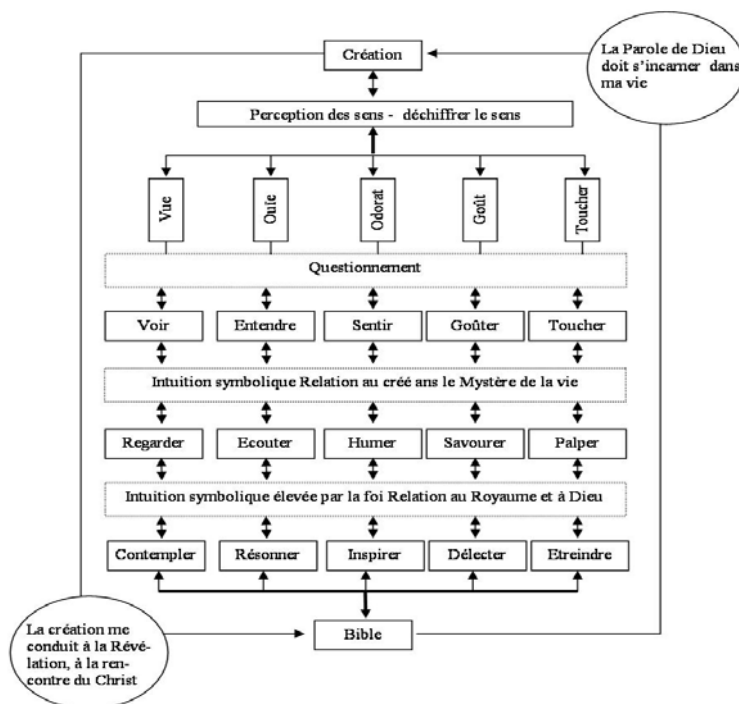 Création
La Parole de Dieu
doit s'incarner dans
ma vie
Perception des sens - déchiffrer le sens
Vue
Ouïe
Odorat
Goût
Toucher
Questionnement
Voir
Entendre
Sentir
Goûter
Toucher
Intuition symbolique Relation au créé ans le Mystère de la vie
Regarder
Ecouter
Humer
Savourer
Palper
Intuition symbolique élevée par la foi Relation au Royaume et à Dieu
Contempler
Résonner
Inspirer
Délecter
Etreindre
La création me
conduit à la Révé-
lation, à la ren-
contre du Christ
Bible